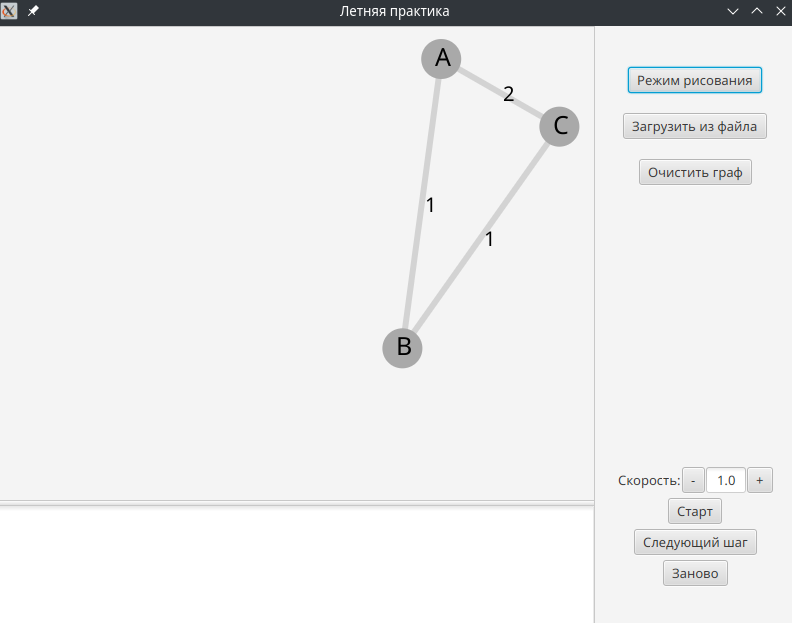 Летняя практика
A
2
C
1
1
B
Режим рисования
Загрузить из файла
Очистить граф
Скорость: - 1.0 +
Старт
Следующий шаг
Заново